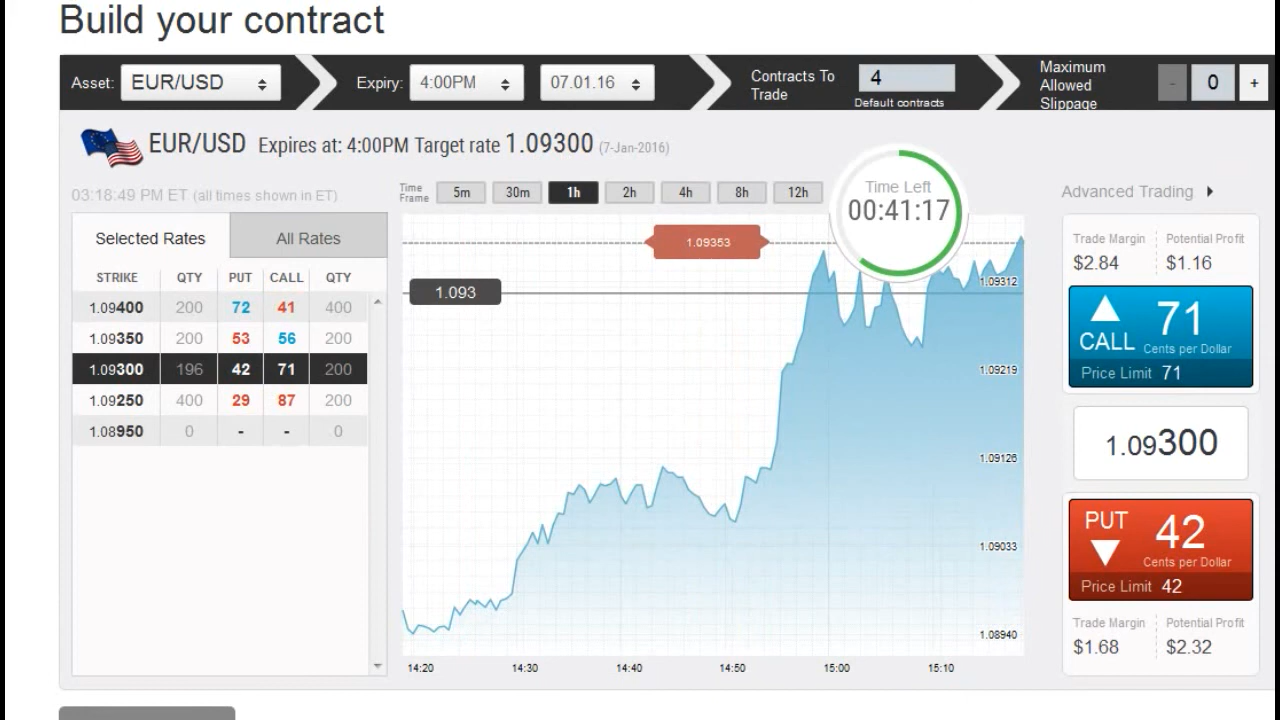 Build your contract
Asset: EUR/USD Expiry: 4:00PM 07.01.16 Contracts To Trade 4 Default contracts Maximum Allowed Slippage - 0 +
EUR/USD Expires at: 4:00PM Target rate 1.09300 (7-Jan-2016)
03:18:49 PM ET (all times shown in ET)
Time Frame 5m 30m 1h 2h 4h 8h 12h
Time Left
00:41:17
Advanced Trading
Selected Rates All Rates
STRIKE QTY PUT CALL QTY
1.09400 200 72 41 400
1.09350 200 53 56 200
1.09300 196 42 71 200
1.09250 400 29 87 200
1.08950 0 - - 0
1.09353
1.093
1.09312
1.09219
1.09126
1.09033
1.08940
14:20 14:30 14:40 14:50 15:00 15:10
Trade Margin Potential Profit
$2.84 $1.16
CALL 71
Cents per Dollar
Price Limit 71
1.09300
PUT 42
Cents per Dollar
Price Limit 42
Trade Margin Potential Profit
$1.68 $2.32